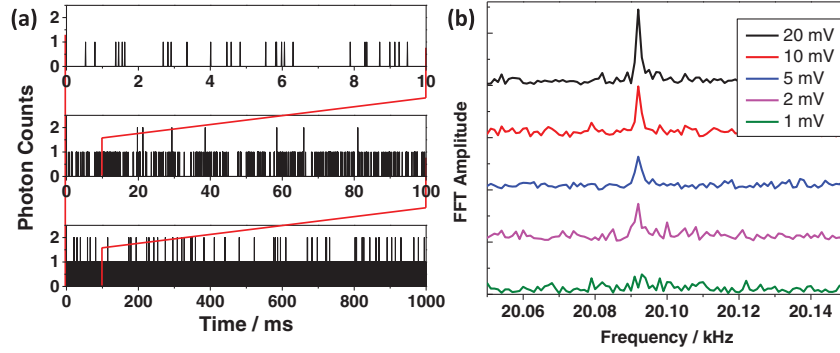 (a)
2
1
0
0 2 4 6 8 10
2
1
0
0 20 40 60 80 100
2
1
0
0 200 400 600 800 1000
Photon Counts
Time / ms
(b)
20 mV
10 mV
5 mV
2 mV
1 mV
FFT Amplitude
20.06 20.08 20.10 20.12 20.14
Frequency / kHz